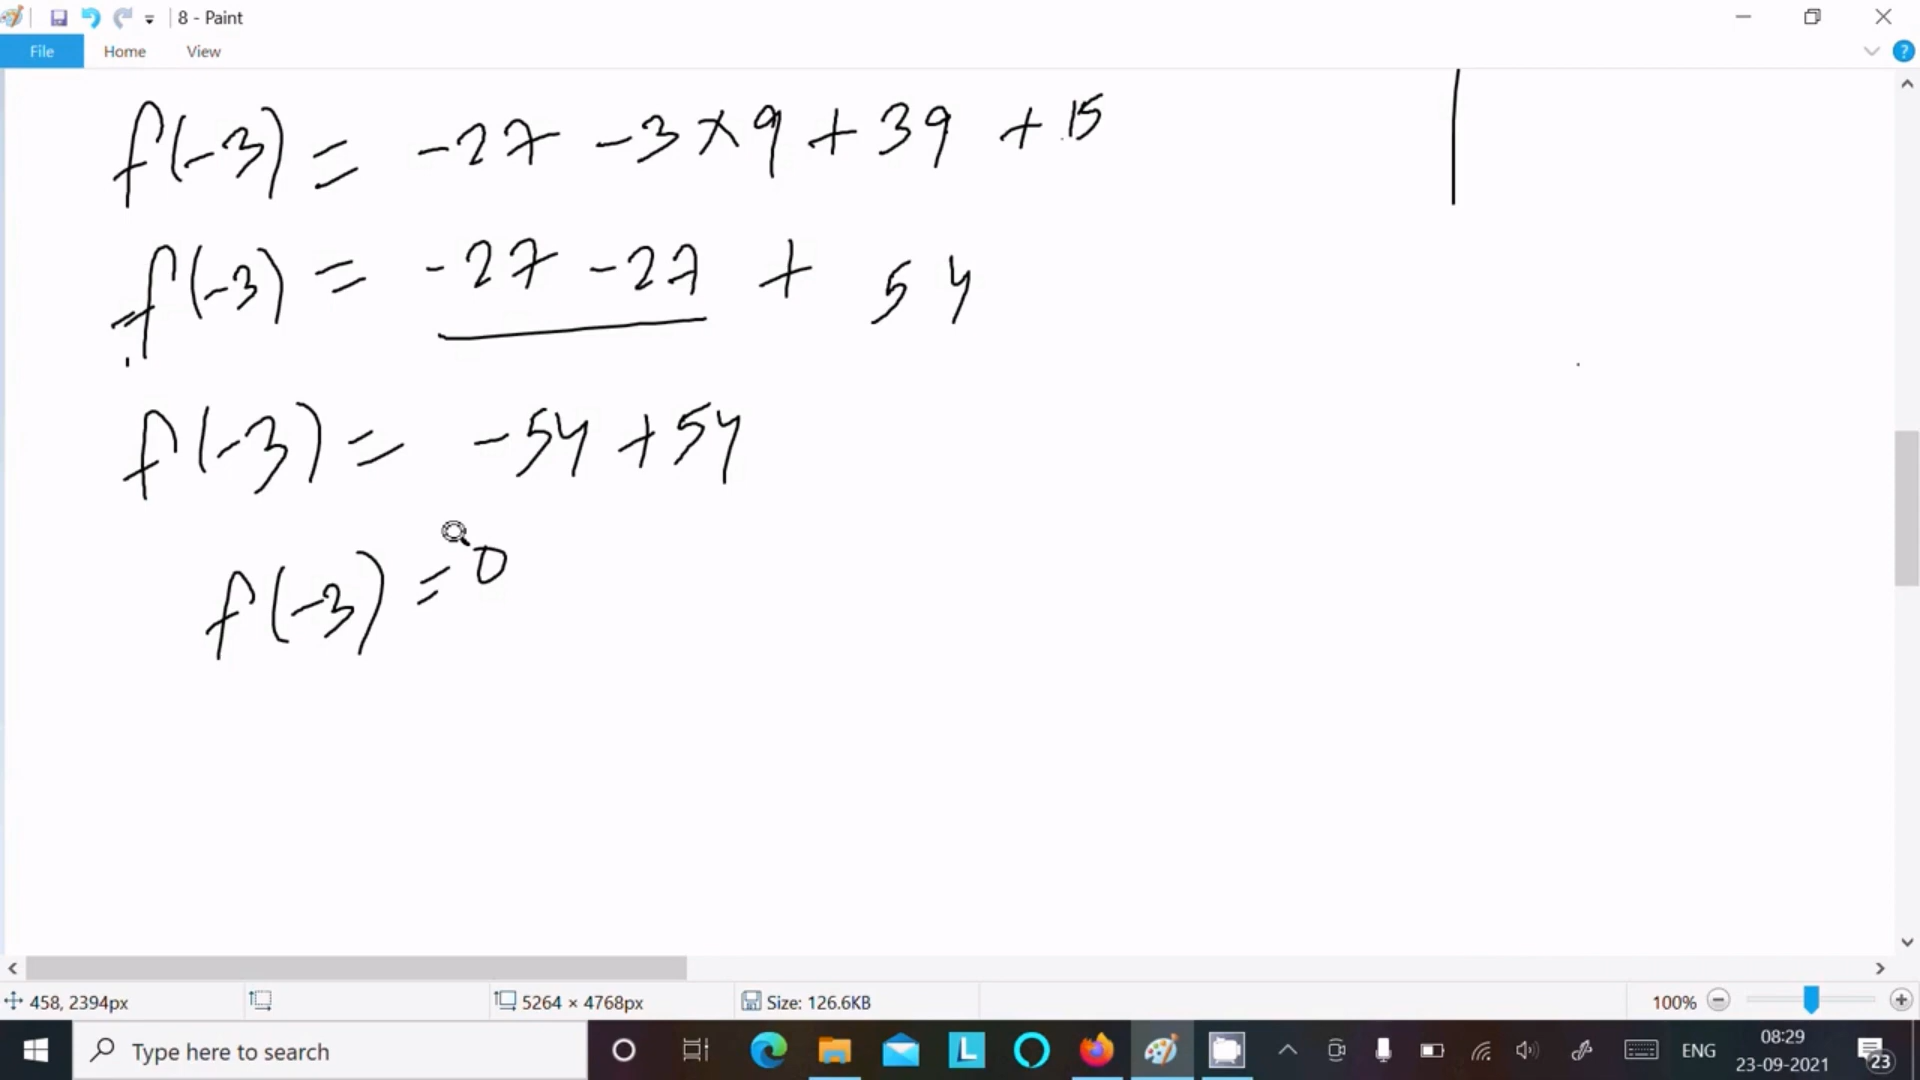 8 - Paint
File Home View
f(-3) = -27 -3×9 + 39 + 15
f(-3) = -27 -27 + 54
f(-3) = -54 +54
f(-3) = 0
458, 2394px 5264 × 4768px Size: 126.6KB 100%
Type here to search ENG 08:29
23-09-2021 23